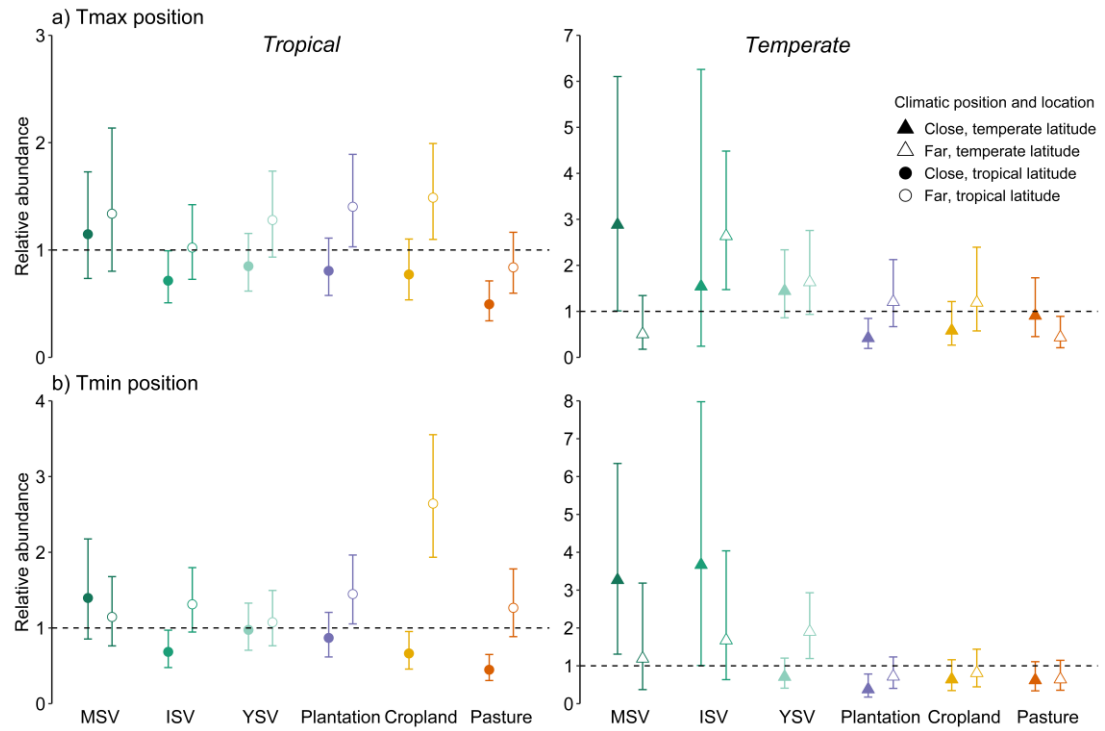 a) Tmax position
Tropical
Temperate
Relative abundance
3
2
1
0
7
6
5
4
3
2
1
0
Climatic position and location
Close, temperate latitude
Far, temperate latitude
Close, tropical latitude
Far, tropical latitude
b) Tmin position
Relative abundance
4
3
2
1
0
8
7
6
5
4
3
2
1
0
MSV ISV YSV Plantation Cropland Pasture
MSV ISV YSV Plantation Cropland Pasture